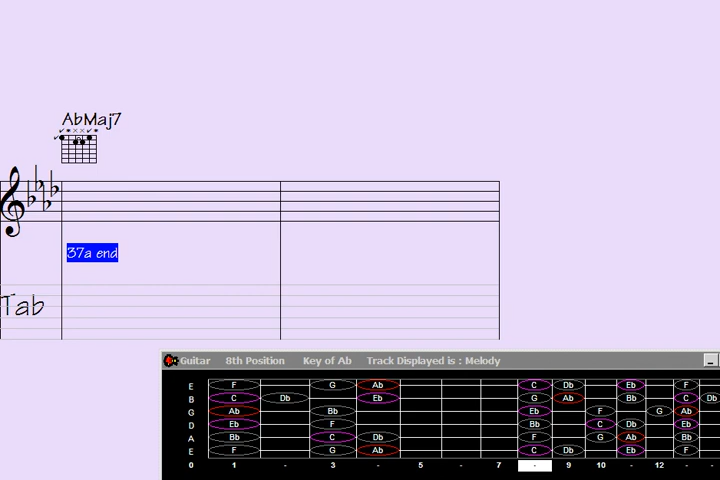 AbMaj7
37a end
Tab
Guitar 8th Position Key of Ab Track Displayed is : Melody
E F G Ab C Db Eb F
B C Db Eb G Ab Bb C Db
G Ab Bb Eb F G Ab
D Eb F Bb C Db Eb
A Bb C Db F G Ab Bb
E F G Ab C Db Eb F
0 1 - 3 - 5 - 7 - 9 10 - 12 - -